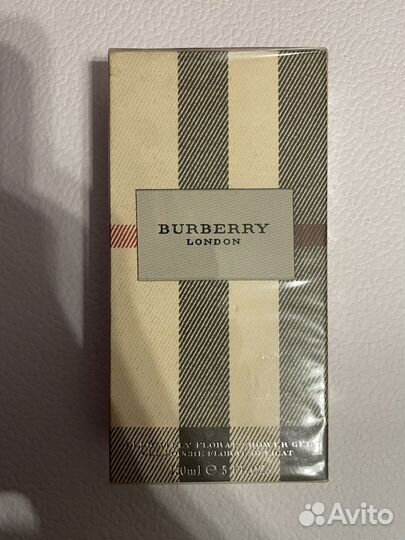 BURBERRY
LONDON
FLORAL SHOWER GEL
FLORAL DELICAT
Avito